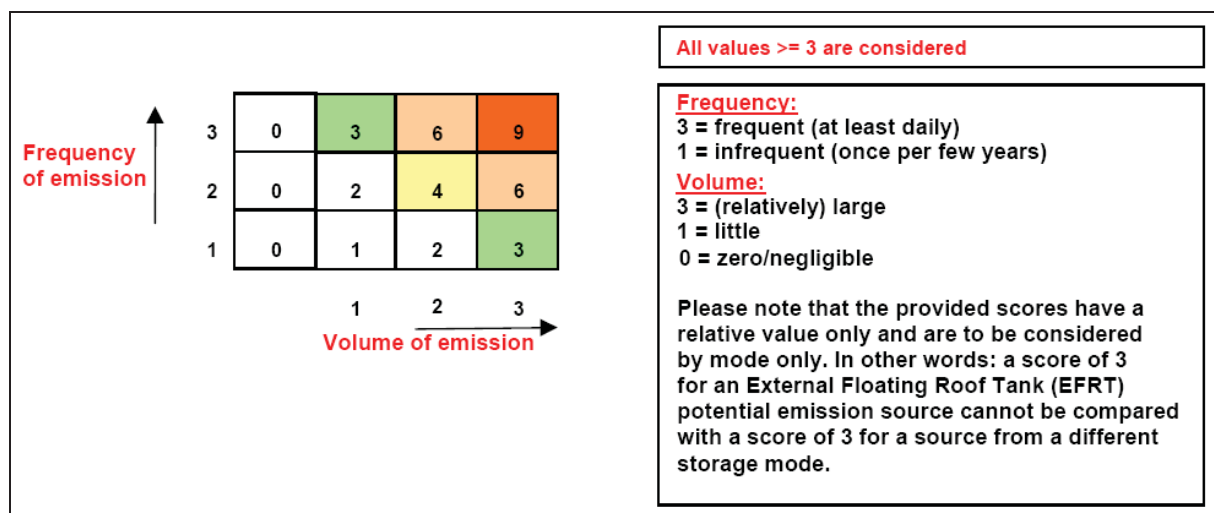 All values >= 3 are considered
Frequency
of emission
3 0 3 6 9
2 0 2 4 6
1 0 1 2 3
1 2 3
Volume of emission
Frequency:
3 = frequent (at least daily)
1 = infrequent (once per few years)
Volume:
3 = (relatively) large
1 = little
0 = zero/negligible
Please note that the provided scores have a
relative value only and are to be considered
by mode only. In other words: a score of 3
for an External Floating Roof Tank (EFRT)
potential emission source cannot be compared
with a score of 3 for a source from a different
storage mode.